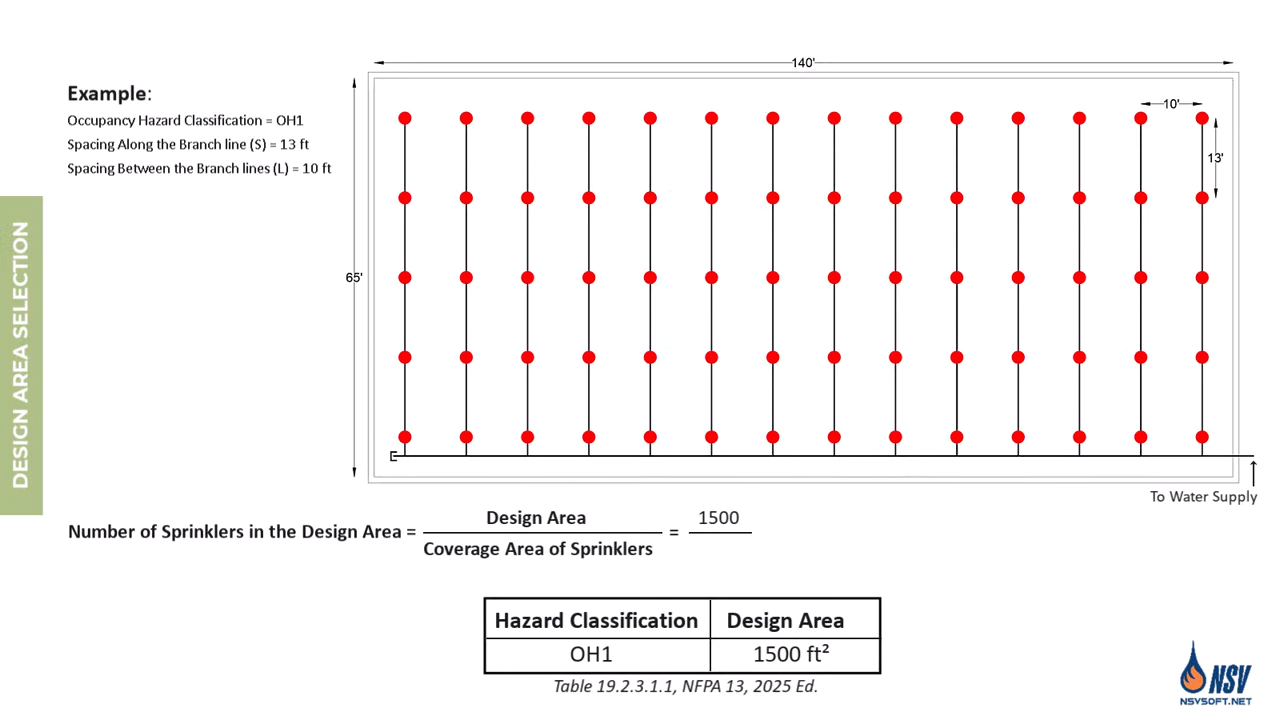 140'
Example:
Occupancy Hazard Classification = OH1
Spacing Along the Branch line (S) = 13 ft
Spacing Between the Branch lines (L) = 10 ft
10'
13'
65'
DESIGN AREA SELECTION
To Water Supply
Number of Sprinklers in the Design Area = Design Area / Coverage Area of Sprinklers = 1500
Hazard Classification Design Area
OH1 1500 ft²
Table 19.2.3.1.1, NFPA 13, 2025 Ed.
NSV
NSVSOFT.NET